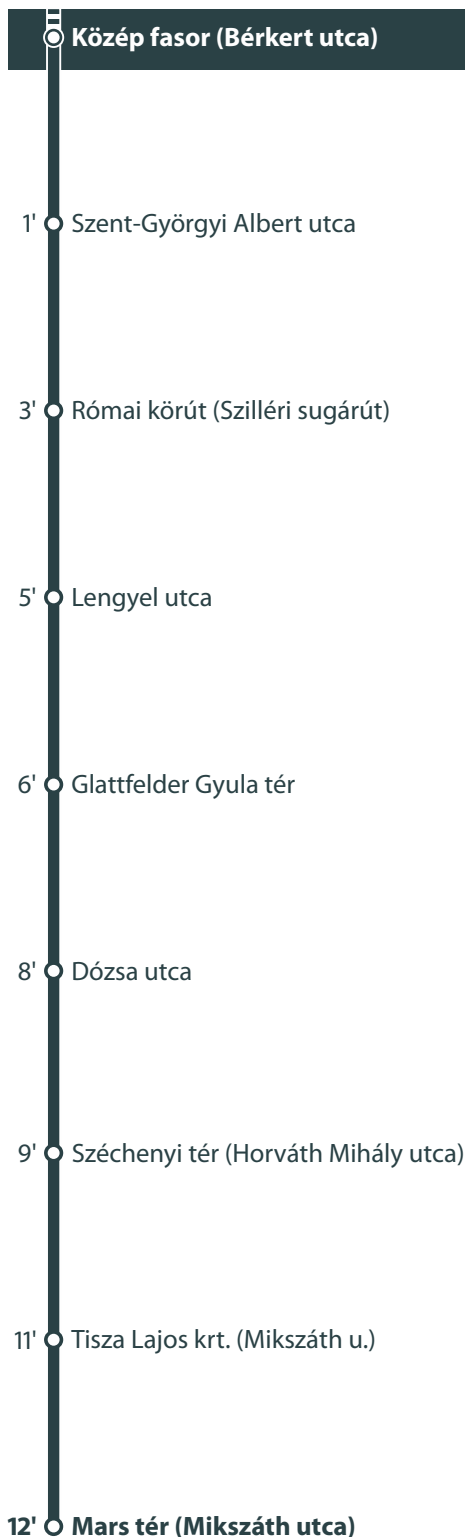 Közép fasor (Bérkert utca)
1' Szent-Györgyi Albert utca
3' Római körút (Szilléri sugárút)
5' Lengyel utca
6' Glattfelder Gyula tér
8' Dózsa utca
9' Széchenyi tér (Horváth Mihály utca)
11' Tisza Lajos krt. (Mikszáth u.)
12' Mars tér (Mikszáth utca)